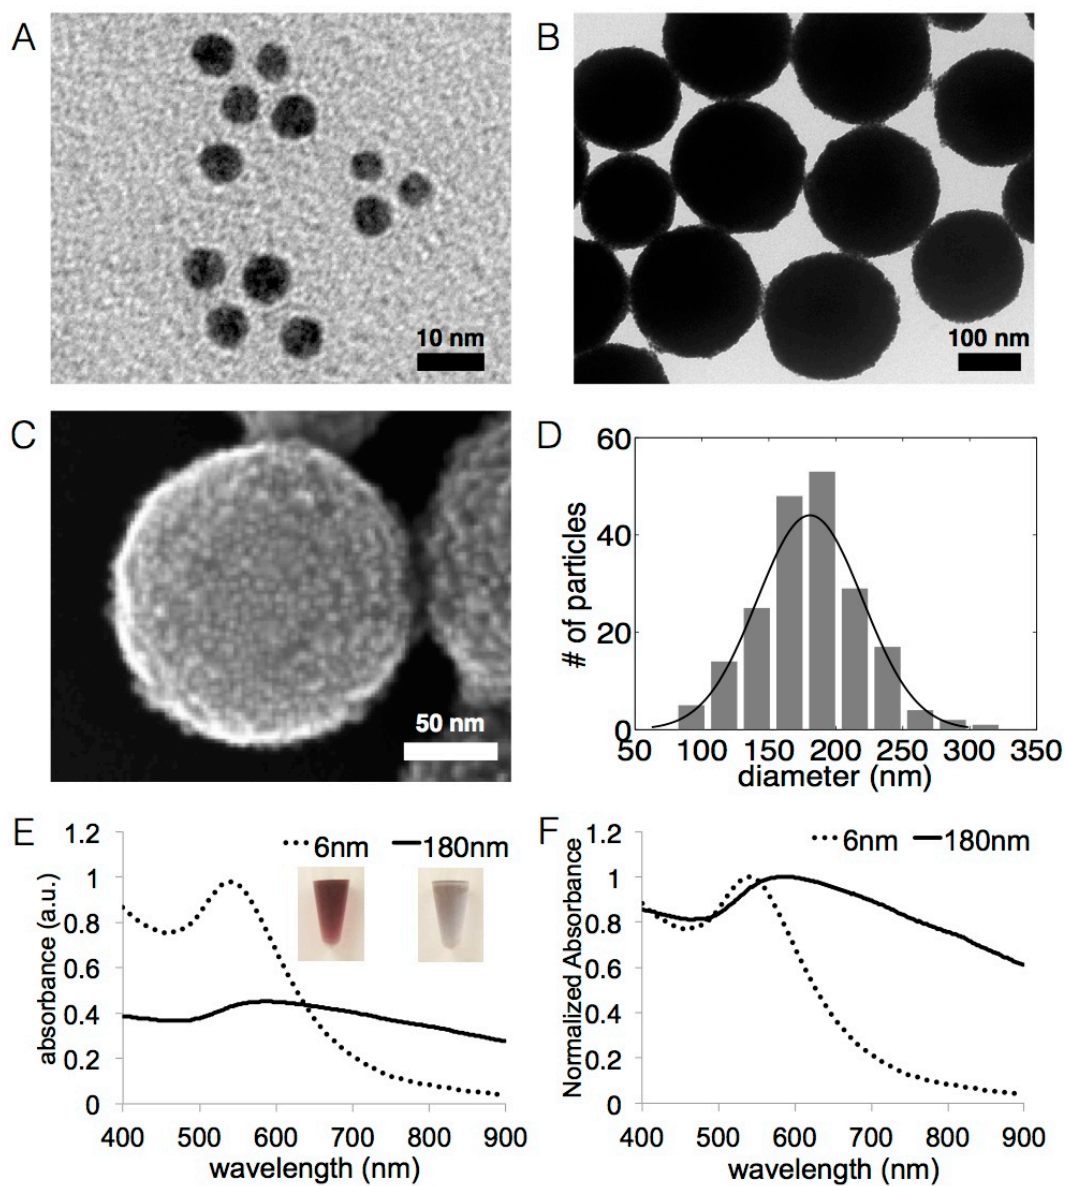 A
10 nm
B
100 nm
C
50 nm
D
60
40
20
0
# of particles
50 100 150 200 250 300 350
diameter (nm)
E
1.2
1
0.8
0.6
0.4
0.2
0
absorbance (a.u.)
6nm 180nm
400 500 600 700 800 900
wavelength (nm)
F
1.2
1
0.8
0.6
0.4
0.2
0
Normalized Absorbance
6nm 180nm
400 500 600 700 800 900
wavelength (nm)